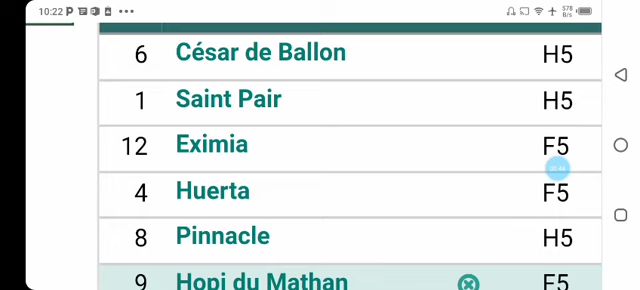 10:22 P
578 B/s
6 César de Ballon H5
1 Saint Pair H5
12 Eximia F5
4 Huerta F5
8 Pinnacle H5
9 Hopi du Mathan F5